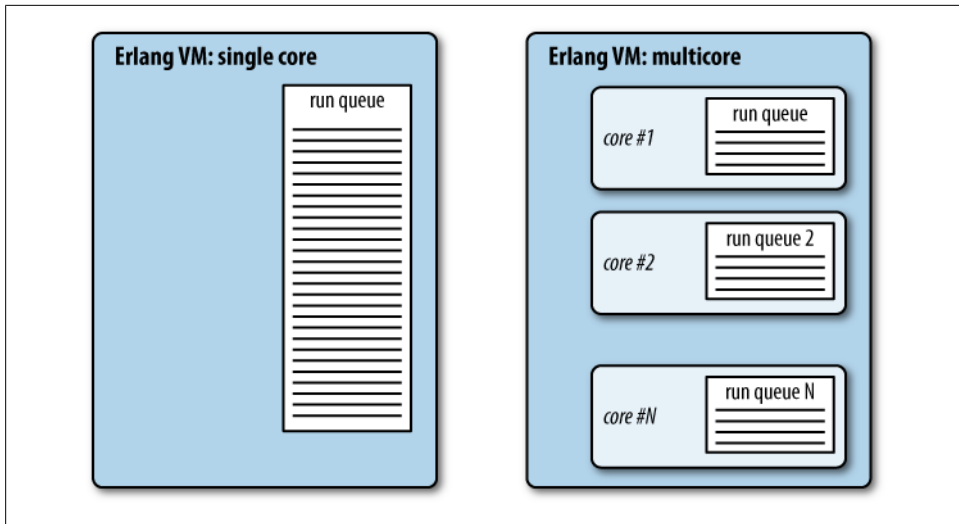 Erlang VM: single core
run queue
Erlang VM: multicore
core #1
run queue
core #2
run queue 2
core #N
run queue N